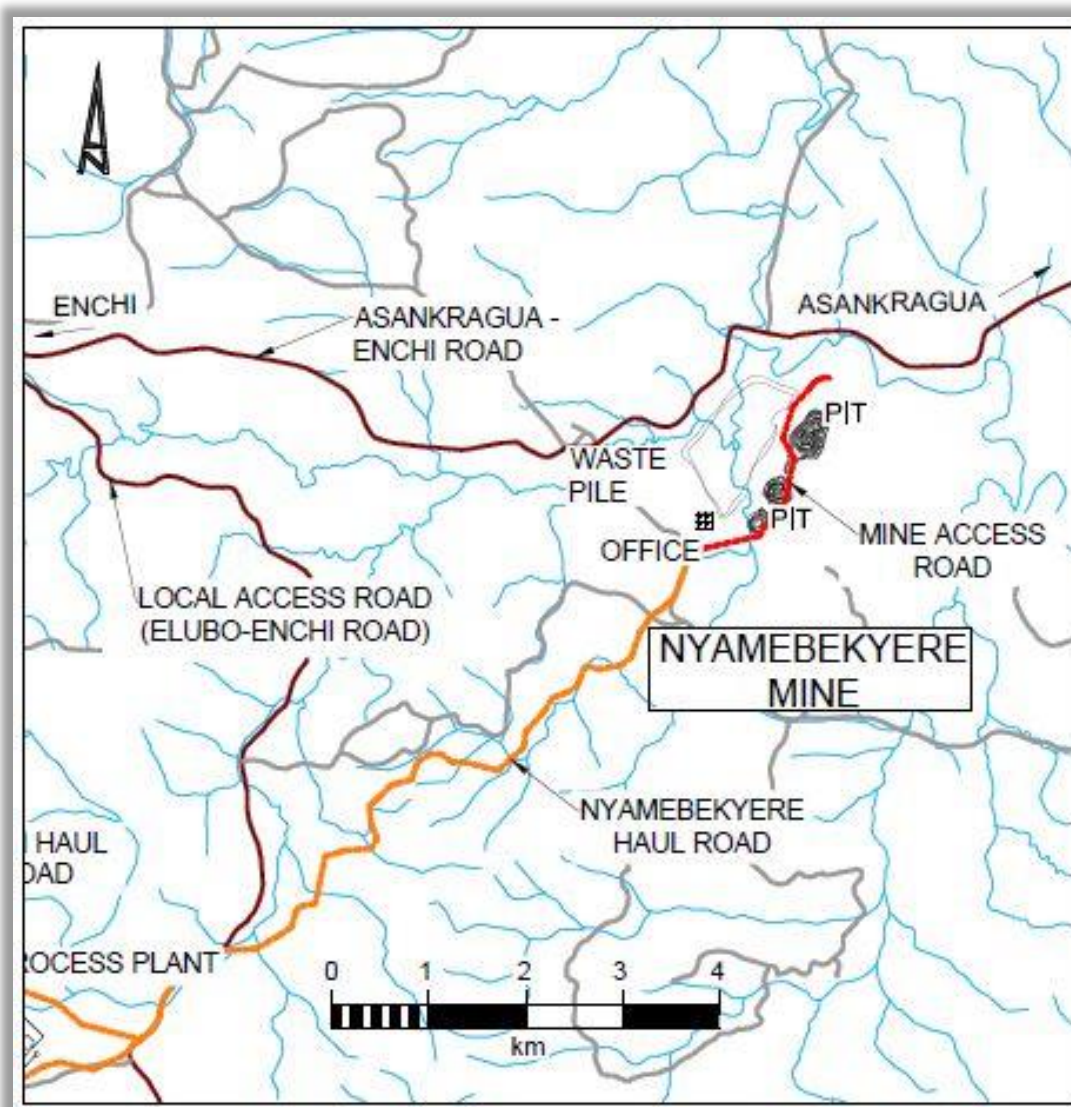 N
ENCHI
ASANKRAGUA -
ENCHI ROAD
ASANKRAGUA
PIT
WASTE
PILE
PIT
OFFICE
MINE ACCESS
ROAD
LOCAL ACCESS ROAD
(ELUBO-ENCHI ROAD)
NYAMEBEKYERE
MINE
NYAMEBEKYERE
HAUL ROAD
HAUL
OAD
ROCESS PLANT
0 1 2 3 4
km